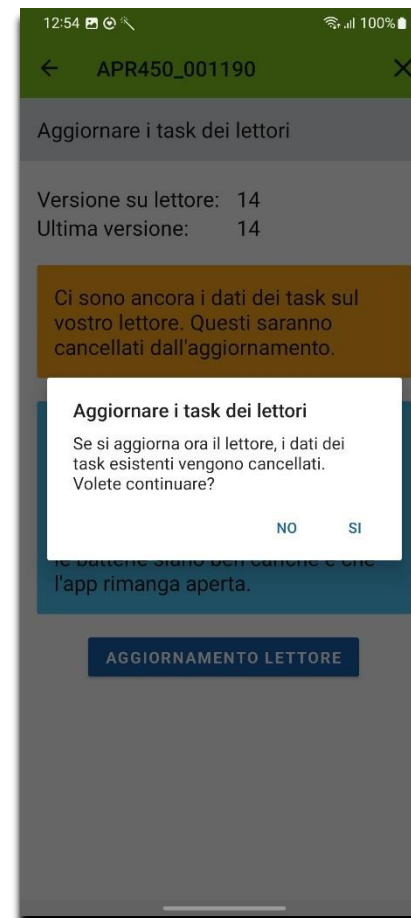 12:54
100%
APR450_001190
Aggiornare i task dei lettori
Versione su lettore: 14
Ultima versione: 14
Ci sono ancora i dati dei task sul
vostro lettore. Questi saranno
cancellati dall'aggiornamento.
Aggiornare i task dei lettori
Se si aggiorna ora il lettore, i dati dei
task esistenti vengono cancellati.
Volete continuare?
NO SI
le batterie siano ben cariche e che
l'app rimanga aperta.
AGGIORNAMENTO LETTORE